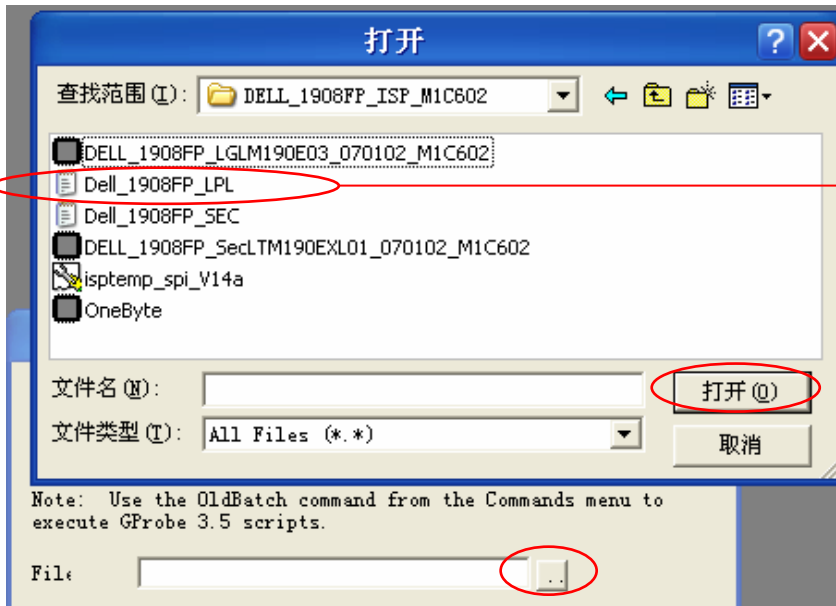 打开
查找范围(I): DELL_1908FP_ISP_M1C602
DELL_1908FP_LGLM190E03_070102_M1C602
Dell_1908FP_LPL
Dell_1908FP_SEC
DELL_1908FP_SecLTM190EXL01_070102_M1C602
isptemp_spi_V14a
OneByte
文件名(N): 打开(O)
文件类型(T): All Files (*.*) 取消
Note: Use the OldBatch command from the Commands menu to
execute GProbe 3.5 scripts.
File ..